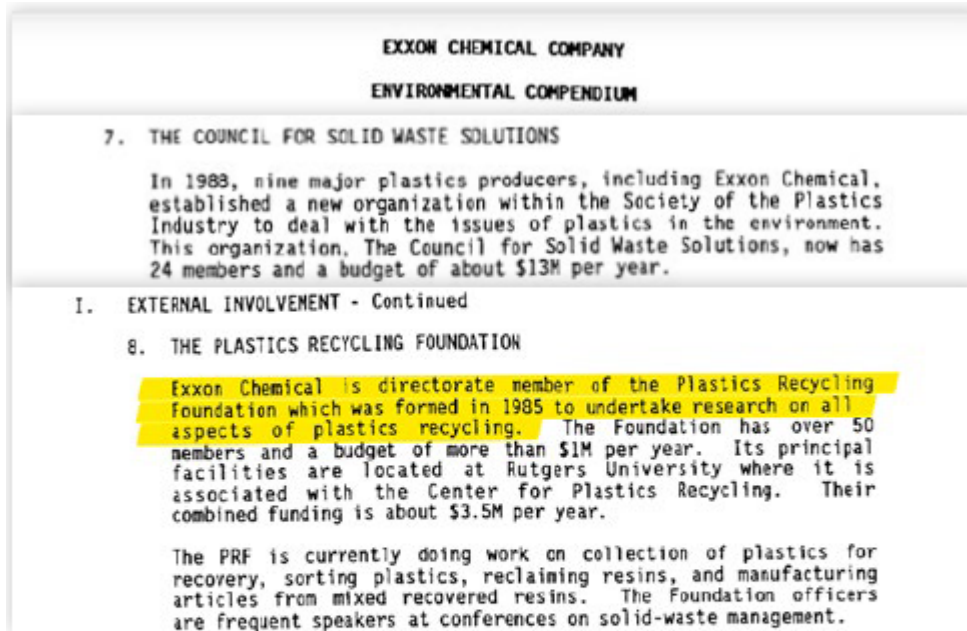 EXXON CHEMICAL COMPANY
ENVIRONMENTAL COMPENDIUM
7. THE COUNCIL FOR SOLID WASTE SOLUTIONS
In 1988, nine major plastics producers, including Exxon Chemical,
established a new organization within the Society of the Plastics
Industry to deal with the issues of plastics in the environment.
This organization, The Council for Solid Waste Solutions, now has
24 members and a budget of about $13M per year.
I. EXTERNAL INVOLVEMENT - Continued
8. THE PLASTICS RECYCLING FOUNDATION
Exxon Chemical is directorate member of the Plastics Recycling
Foundation which was formed in 1985 to undertake research on all
aspects of plastics recycling. The Foundation has over 50
members and a budget of more than $1M per year. Its principal
facilities are located at Rutgers University where it is
associated with the Center for Plastics Recycling. Their
combined funding is about $3.5M per year.
The PRF is currently doing work on collection of plastics for
recovery, sorting plastics, reclaiming resins, and manufacturing
articles from mixed recovered resins. The Foundation officers
are frequent speakers at conferences on solid-waste management.